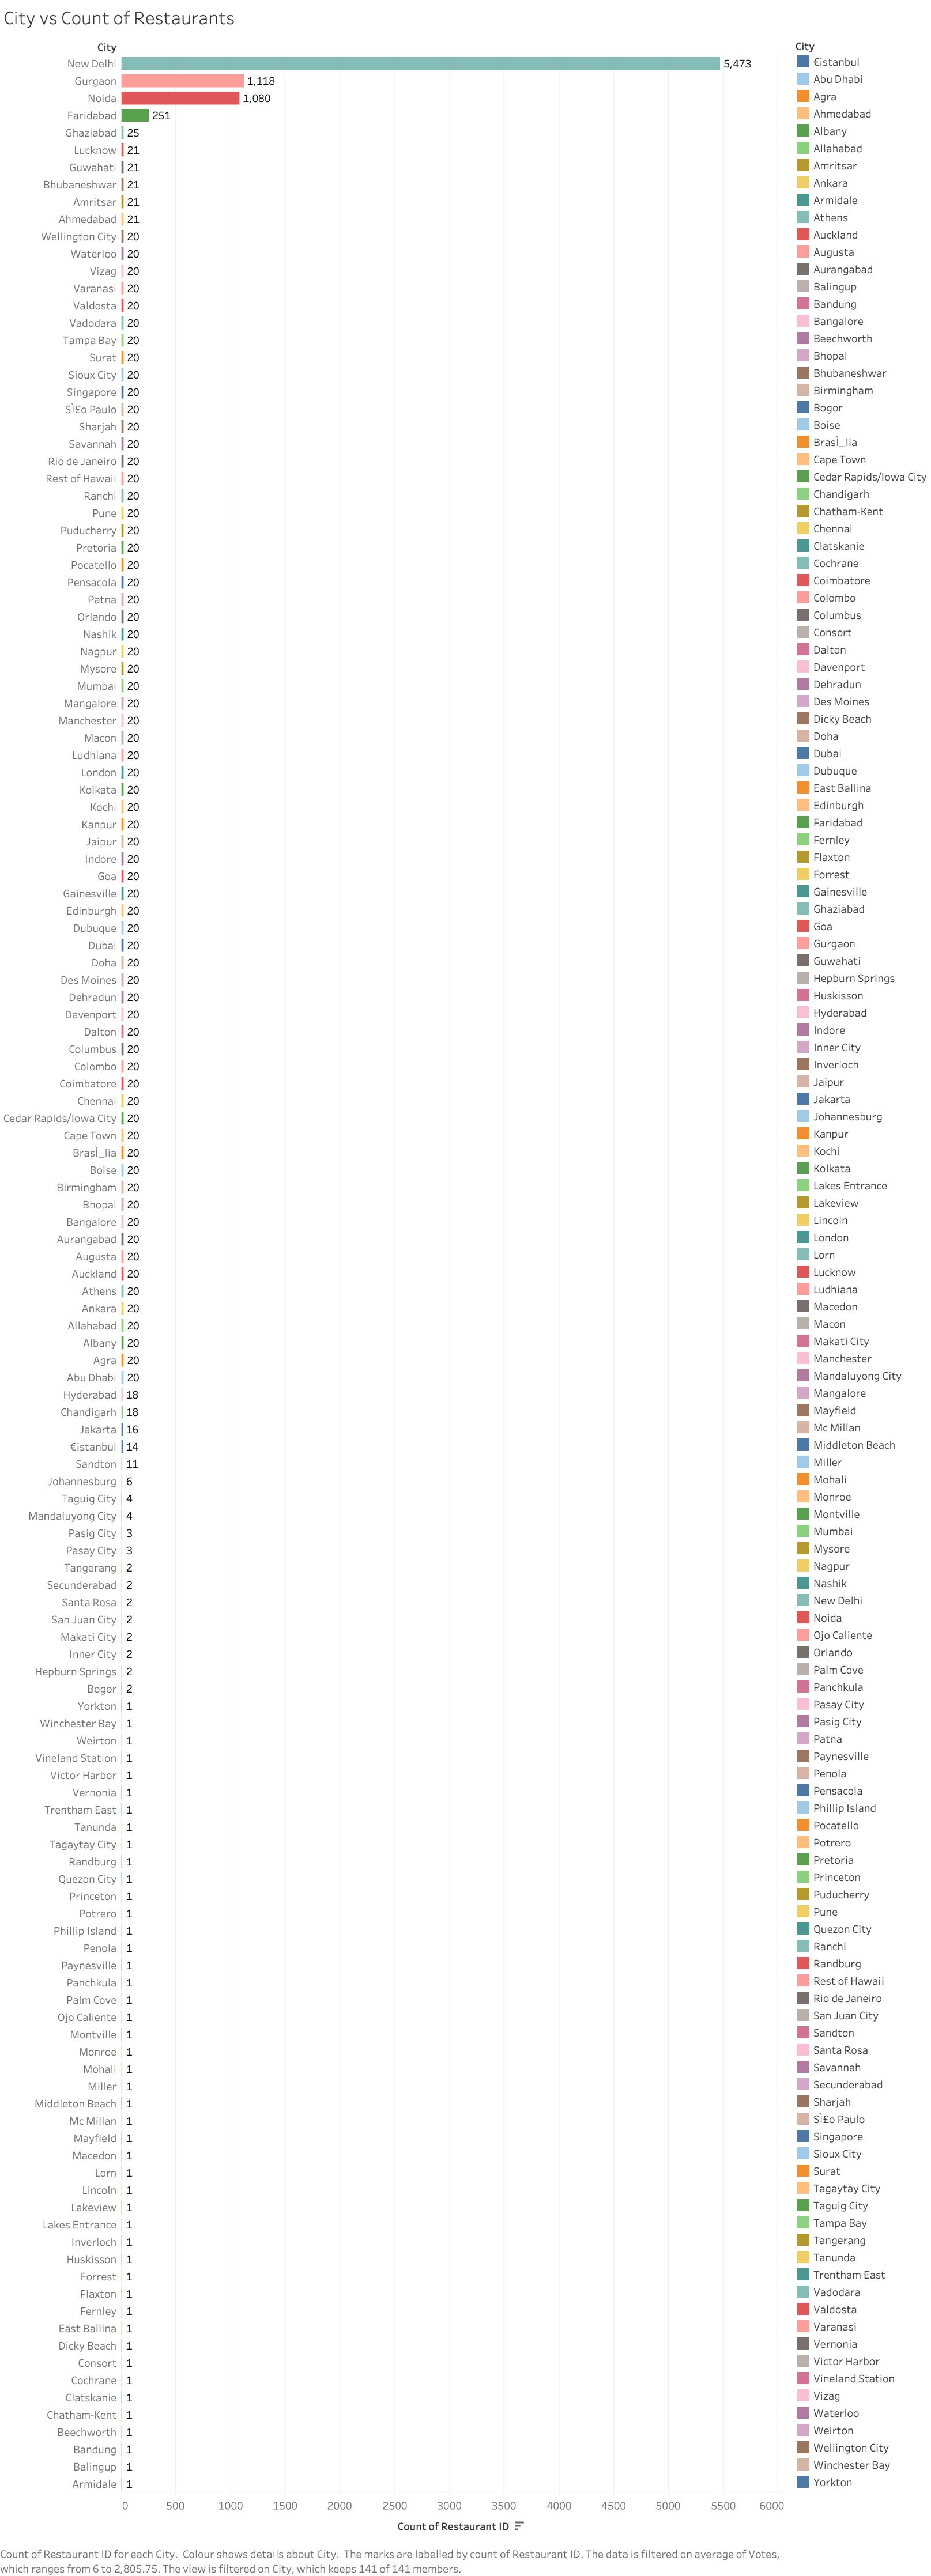 City vs Count of Restaurants
City
New Delhi 5,473
Gurgaon 1,118
Noida 1,080
Faridabad 251
Ghaziabad 25
Lucknow 21
Guwahati 21
Bhubaneshwar 21
Amritsar 21
Ahmedabad 21
Wellington City 20
Waterloo 20
Vizag 20
Varanasi 20
Valdosta 20
Vadodara 20
Tampa Bay 20
Surat 20
Sioux City 20
Singapore 20
SÌ£o Paulo 20
Sharjah 20
Savannah 20
Rio de Janeiro 20
Rest of Hawaii 20
Ranchi 20
Pune 20
Puducherry 20
Pretoria 20
Pocatello 20
Pensacola 20
Patna 20
Orlando 20
Nashik 20
Nagpur 20
Mysore 20
Mumbai 20
Mangalore 20
Manchester 20
Macon 20
Ludhiana 20
London 20
Kolkata 20
Kochi 20
Kanpur 20
Jaipur 20
Indore 20
Goa 20
Gainesville 20
Edinburgh 20
Dubuque 20
Dubai 20
Doha 20
Des Moines 20
Dehradun 20
Davenport 20
Dalton 20
Columbus 20
Colombo 20
Coimbatore 20
Chennai 20
Cedar Rapids/Iowa City 20
Cape Town 20
BrasÌ_lia 20
Boise 20
Birmingham 20
Bhopal 20
Bangalore 20
Aurangabad 20
Augusta 20
Auckland 20
Athens 20
Ankara 20
Allahabad 20
Albany 20
Agra 20
Abu Dhabi 20
Hyderabad 18
Chandigarh 18
Jakarta 16
€istanbul 14
Sandton 11
Johannesburg 6
Taguig City 4
Mandaluyong City 4
Pasig City 3
Pasay City 3
Tangerang 2
Secunderabad 2
Santa Rosa 2
San Juan City 2
Makati City 2
Inner City 2
Hepburn Springs 2
Bogor 2
Yorkton 1
Winchester Bay 1
Weirton 1
Vineland Station 1
Victor Harbor 1
Vernonia 1
Trentham East 1
Tanunda 1
Tagaytay City 1
Randburg 1
Quezon City 1
Princeton 1
Potrero 1
Phillip Island 1
Penola 1
Paynesville 1
Panchkula 1
Palm Cove 1
Ojo Caliente 1
Montville 1
Monroe 1
Mohali 1
Miller 1
Middleton Beach 1
Mc Millan 1
Mayfield 1
Macedon 1
Lorn 1
Lincoln 1
Lakeview 1
Lakes Entrance 1
Inverloch 1
Huskisson 1
Forrest 1
Flaxton 1
Fernley 1
East Ballina 1
Dicky Beach 1
Consort 1
Cochrane 1
Clatskanie 1
Chatham-Kent 1
Beechworth 1
Bandung 1
Balingup 1
Armidale 1
0 500 1000 1500 2000 2500 3000 3500 4000 4500 5000 5500 6000
Count of Restaurant ID
City
€istanbul
Abu Dhabi
Agra
Ahmedabad
Albany
Allahabad
Amritsar
Ankara
Armidale
Athens
Auckland
Augusta
Aurangabad
Balingup
Bandung
Bangalore
Beechworth
Bhopal
Bhubaneshwar
Birmingham
Bogor
Boise
BrasÌ_lia
Cape Town
Cedar Rapids/Iowa City
Chandigarh
Chatham-Kent
Chennai
Clatskanie
Cochrane
Coimbatore
Colombo
Columbus
Consort
Dalton
Davenport
Dehradun
Des Moines
Dicky Beach
Doha
Dubai
Dubuque
East Ballina
Edinburgh
Faridabad
Fernley
Flaxton
Forrest
Gainesville
Ghaziabad
Goa
Gurgaon
Guwahati
Hepburn Springs
Huskisson
Hyderabad
Indore
Inner City
Inverloch
Jaipur
Jakarta
Johannesburg
Kanpur
Kochi
Kolkata
Lakes Entrance
Lakeview
Lincoln
London
Lorn
Lucknow
Ludhiana
Macedon
Macon
Makati City
Manchester
Mandaluyong City
Mangalore
Mayfield
Mc Millan
Middleton Beach
Miller
Mohali
Monroe
Montville
Mumbai
Mysore
Nagpur
Nashik
New Delhi
Noida
Ojo Caliente
Orlando
Palm Cove
Panchkula
Pasay City
Pasig City
Patna
Paynesville
Penola
Pensacola
Phillip Island
Pocatello
Potrero
Pretoria
Princeton
Puducherry
Pune
Quezon City
Ranchi
Randburg
Rest of Hawaii
Rio de Janeiro
San Juan City
Sandton
Santa Rosa
Savannah
Secunderabad
Sharjah
SÌ£o Paulo
Singapore
Sioux City
Surat
Tagaytay City
Taguig City
Tampa Bay
Tangerang
Tanunda
Trentham East
Vadodara
Valdosta
Varanasi
Vernonia
Victor Harbor
Vineland Station
Vizag
Waterloo
Weirton
Wellington City
Winchester Bay
Yorkton
Count of Restaurant ID for each City. Colour shows details about City. The marks are labelled by count of Restaurant ID. The data is filtered on average of Votes,
which ranges from 6 to 2,805.75. The view is filtered on City, which keeps 141 of 141 members.